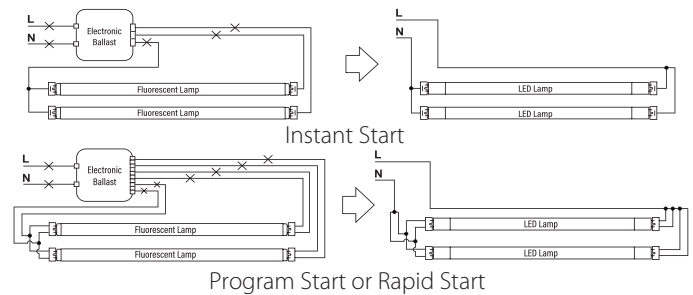 L
N
Electronic
Ballast
Fluorescent Lamp
Fluorescent Lamp
L
N
LED Lamp
LED Lamp
Instant Start
L
N
Electronic
Ballast
Fluorescent Lamp
Fluorescent Lamp
L
N
LED Lamp
LED Lamp
Program Start or Rapid Start